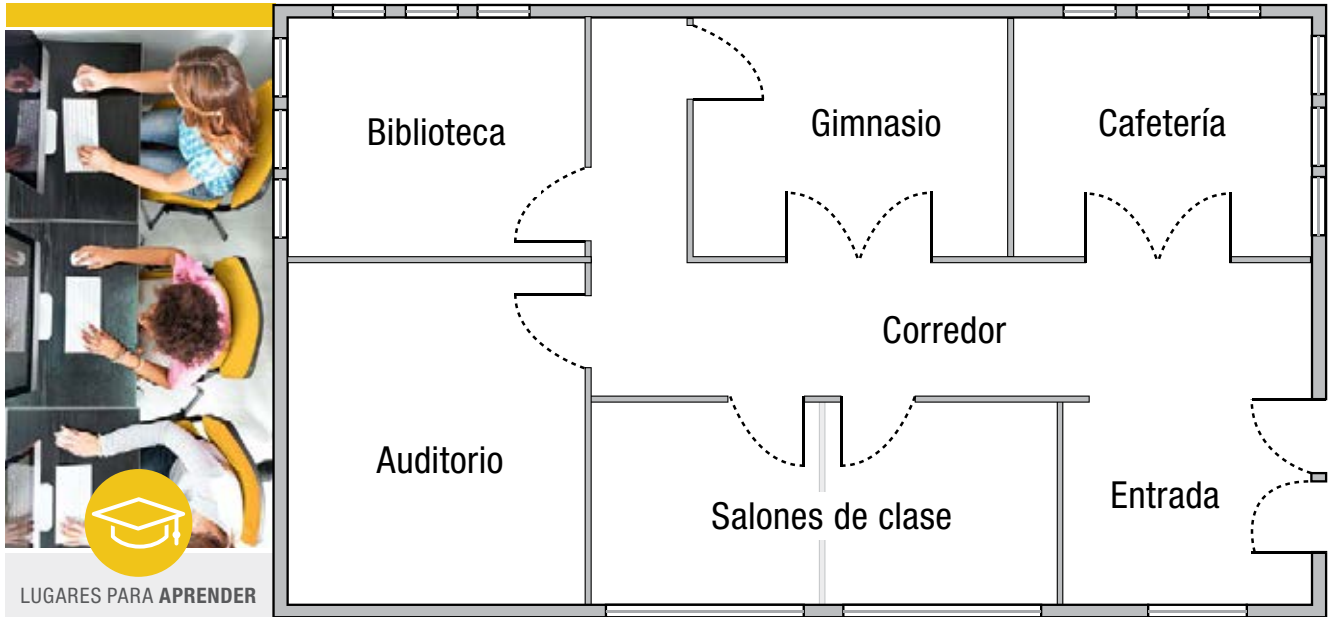 Biblioteca
Gimnasio
Cafetería
Corredor
Auditorio
Salones de clase
Entrada
LUGARES PARA APRENDER